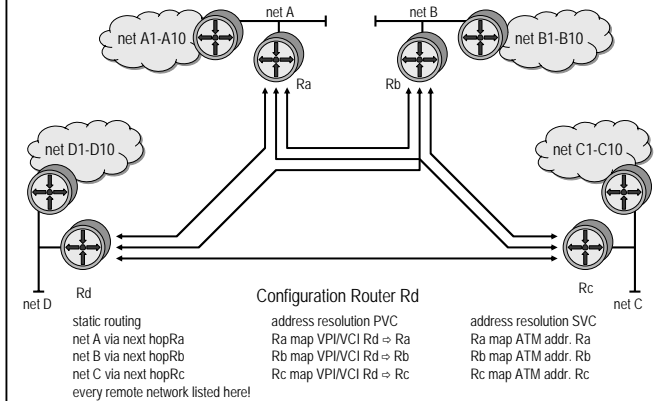 net A
net B
net A1-A10
net B1-B10
Ra
Rb
net D1-D10
net C1-C10
Rd
Rc
net D
net C
Configuration Router Rd
static routing
net A via next hopRa
net B via next hopRb
net C via next hopRc
every remote network listed here!
address resolution PVC
Ra map VPI/VCI Rd ⇨ Ra
Rb map VPI/VCI Rd ⇨ Rb
Rc map VPI/VCI Rd ⇨ Rc
address resolution SVC
Ra map ATM addr. Ra
Rb map ATM addr. Rb
Rc map ATM addr. Rc